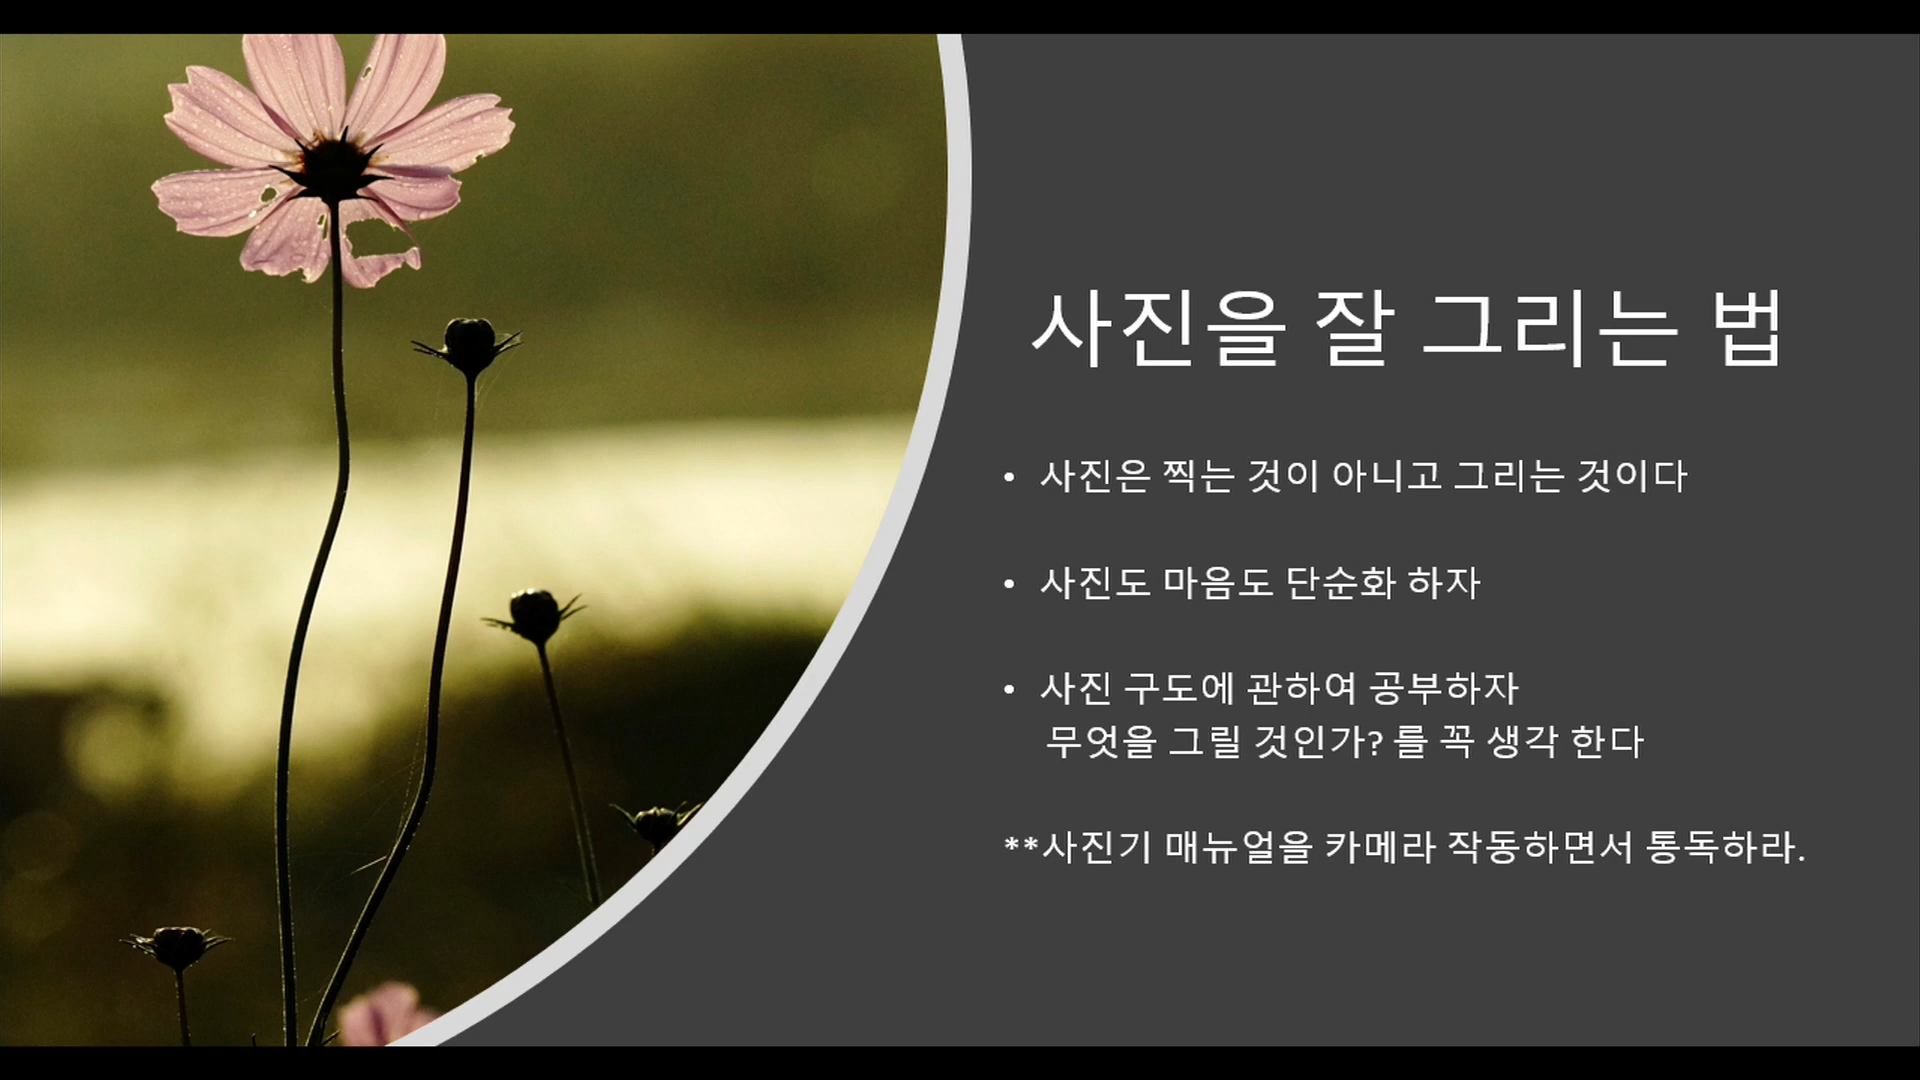 사진을 잘 그리는 법
• 사진은 찍는 것이 아니고 그리는 것이다
• 사진도 마음도 단순화 하자
• 사진 구도에 관하여 공부하자
무엇을 그릴 것인가? 를 꼭 생각 한다
**사진기 매뉴얼을 카메라 작동하면서 통독하라.